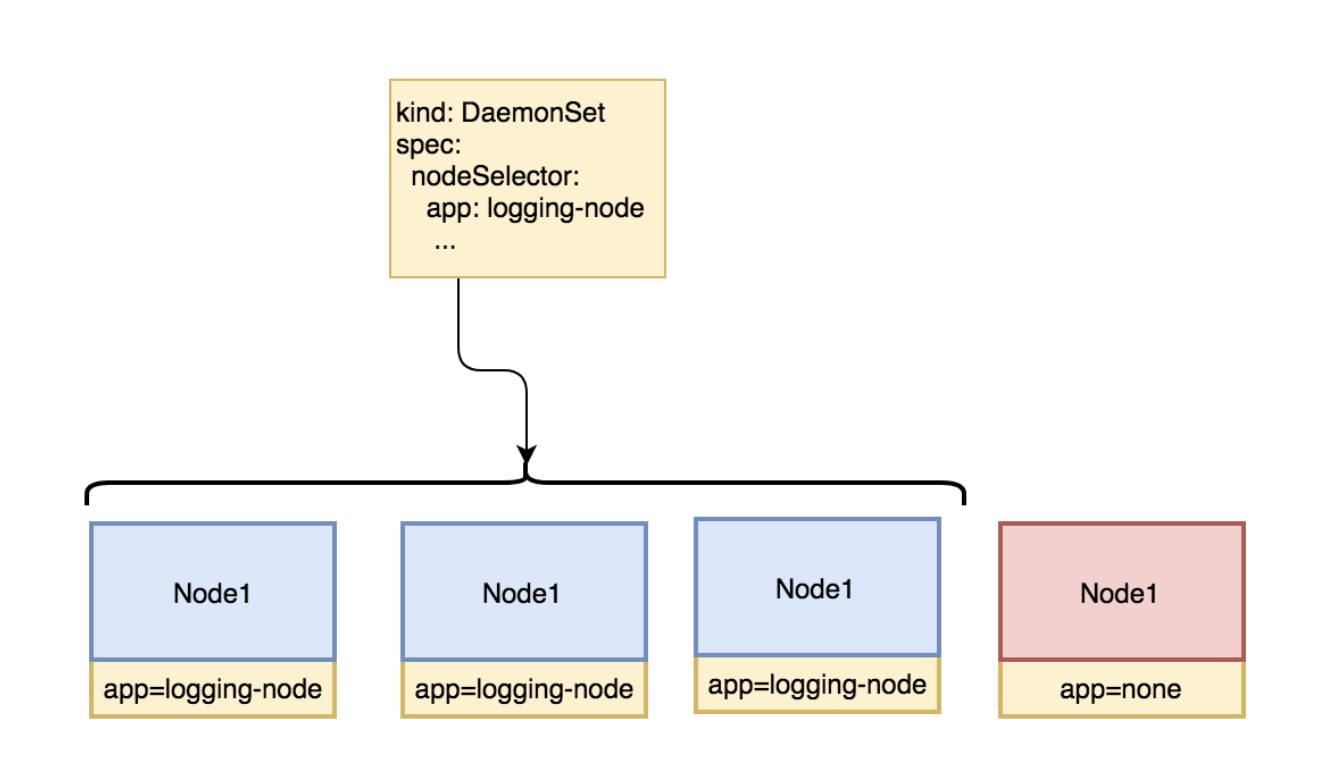 kind: DaemonSet
spec:
nodeSelector:
app: logging-node
...
Node1
Node1
Node1
Node1
app=logging-node
app=logging-node
app=logging-node
app=none